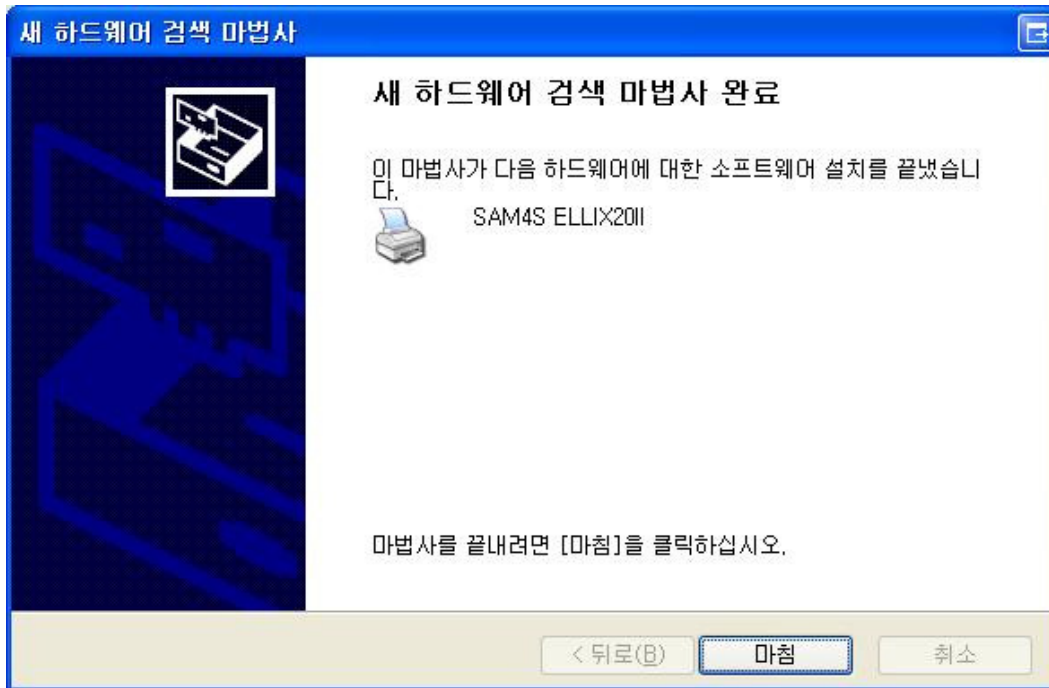 새 하드웨어 검색 마법사
새 하드웨어 검색 마법사 완료
이 마법사가 다음 하드웨어에 대한 소프트웨어 설치를 끝냈습니
다.
SAM4S ELLIX20II
마법사를 끝내려면 [마침]을 클릭하십시오.
< 뒤로(B)
마침
취소